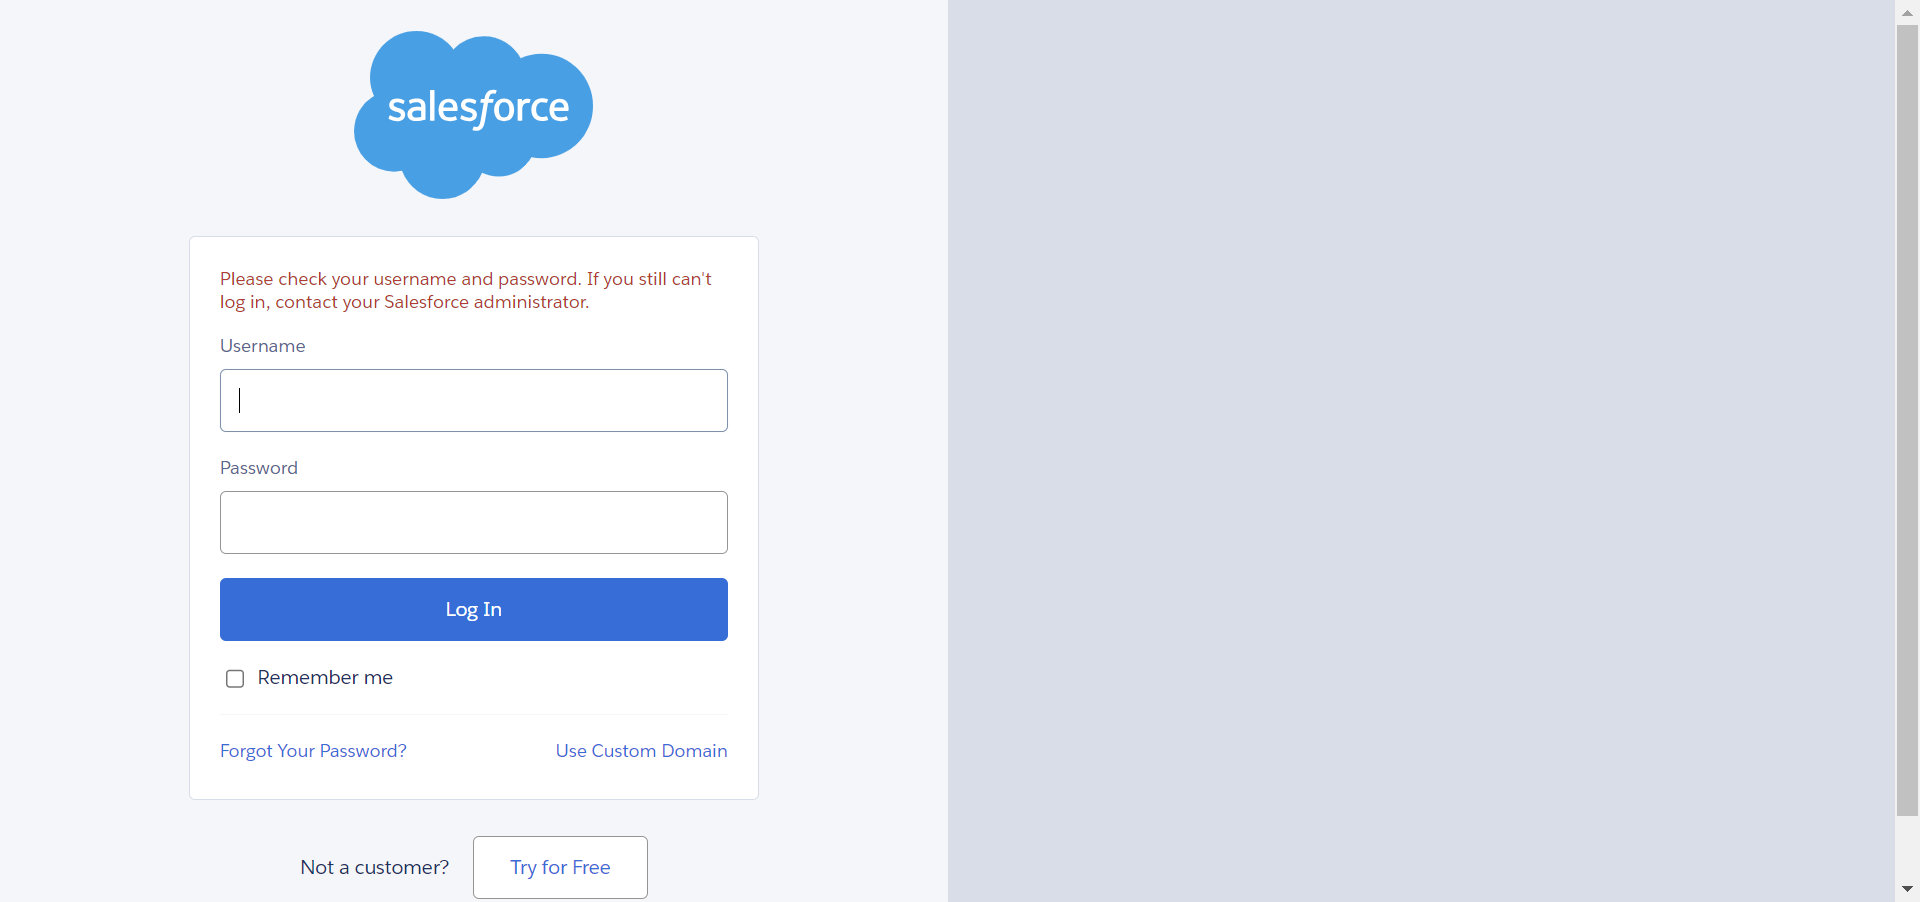 salesforce
Please check your username and password. If you still can't
log in, contact your Salesforce administrator.
Username
Password
Log In
Remember me
Forgot Your Password?
Use Custom Domain
Not a customer?
Try for Free